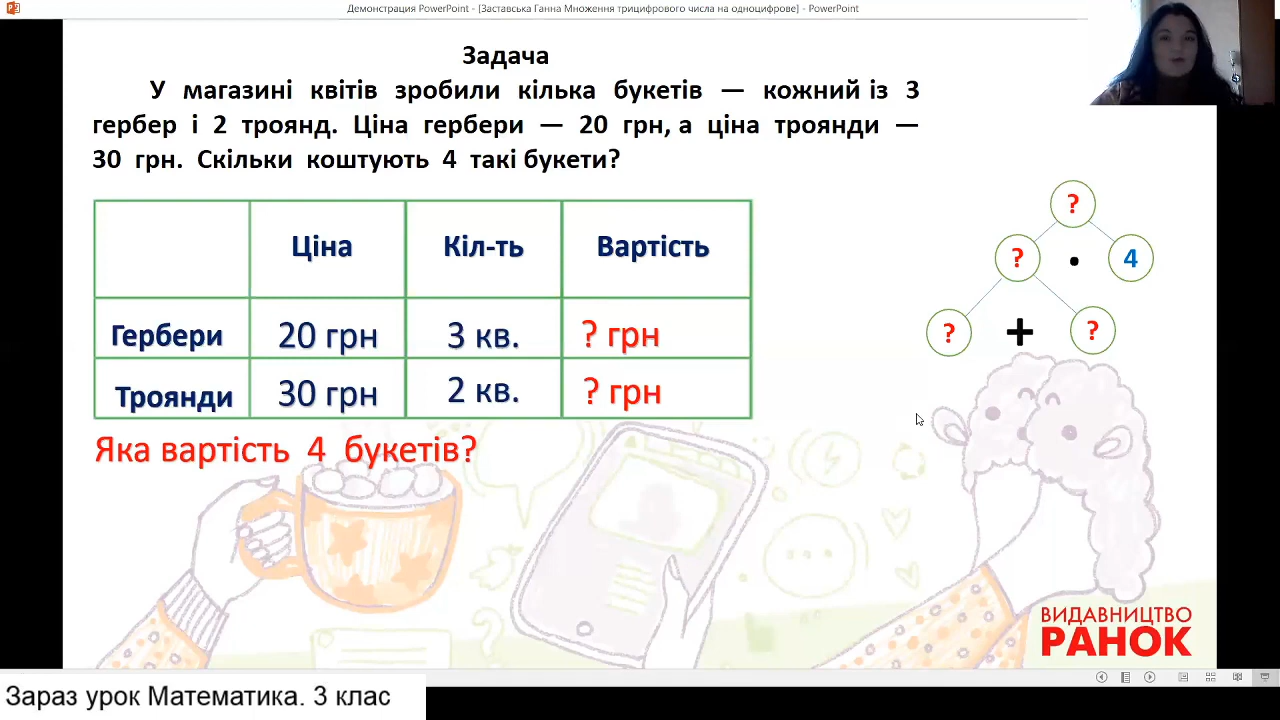 Демонстрация PowerPoint - [Заставська Ганна Множення трицифрового числа на одноцифрове] - PowerPoint
Задача
У магазині квітів зробили кілька букетів — кожний із 3
гербер і 2 троянд. Ціна гербери — 20 грн, а ціна троянди —
30 грн. Скільки коштують 4 такі букети?
Ціна Кіл-ть Вартість
Гербери 20 грн 3 кв. ? грн
Троянди 30 грн 2 кв. ? грн
Яка вартість 4 букетів?
?
? · 4
? + ?
ВИДАВНИЦТВО
РАНОК
Зараз урок Математика. 3 клас